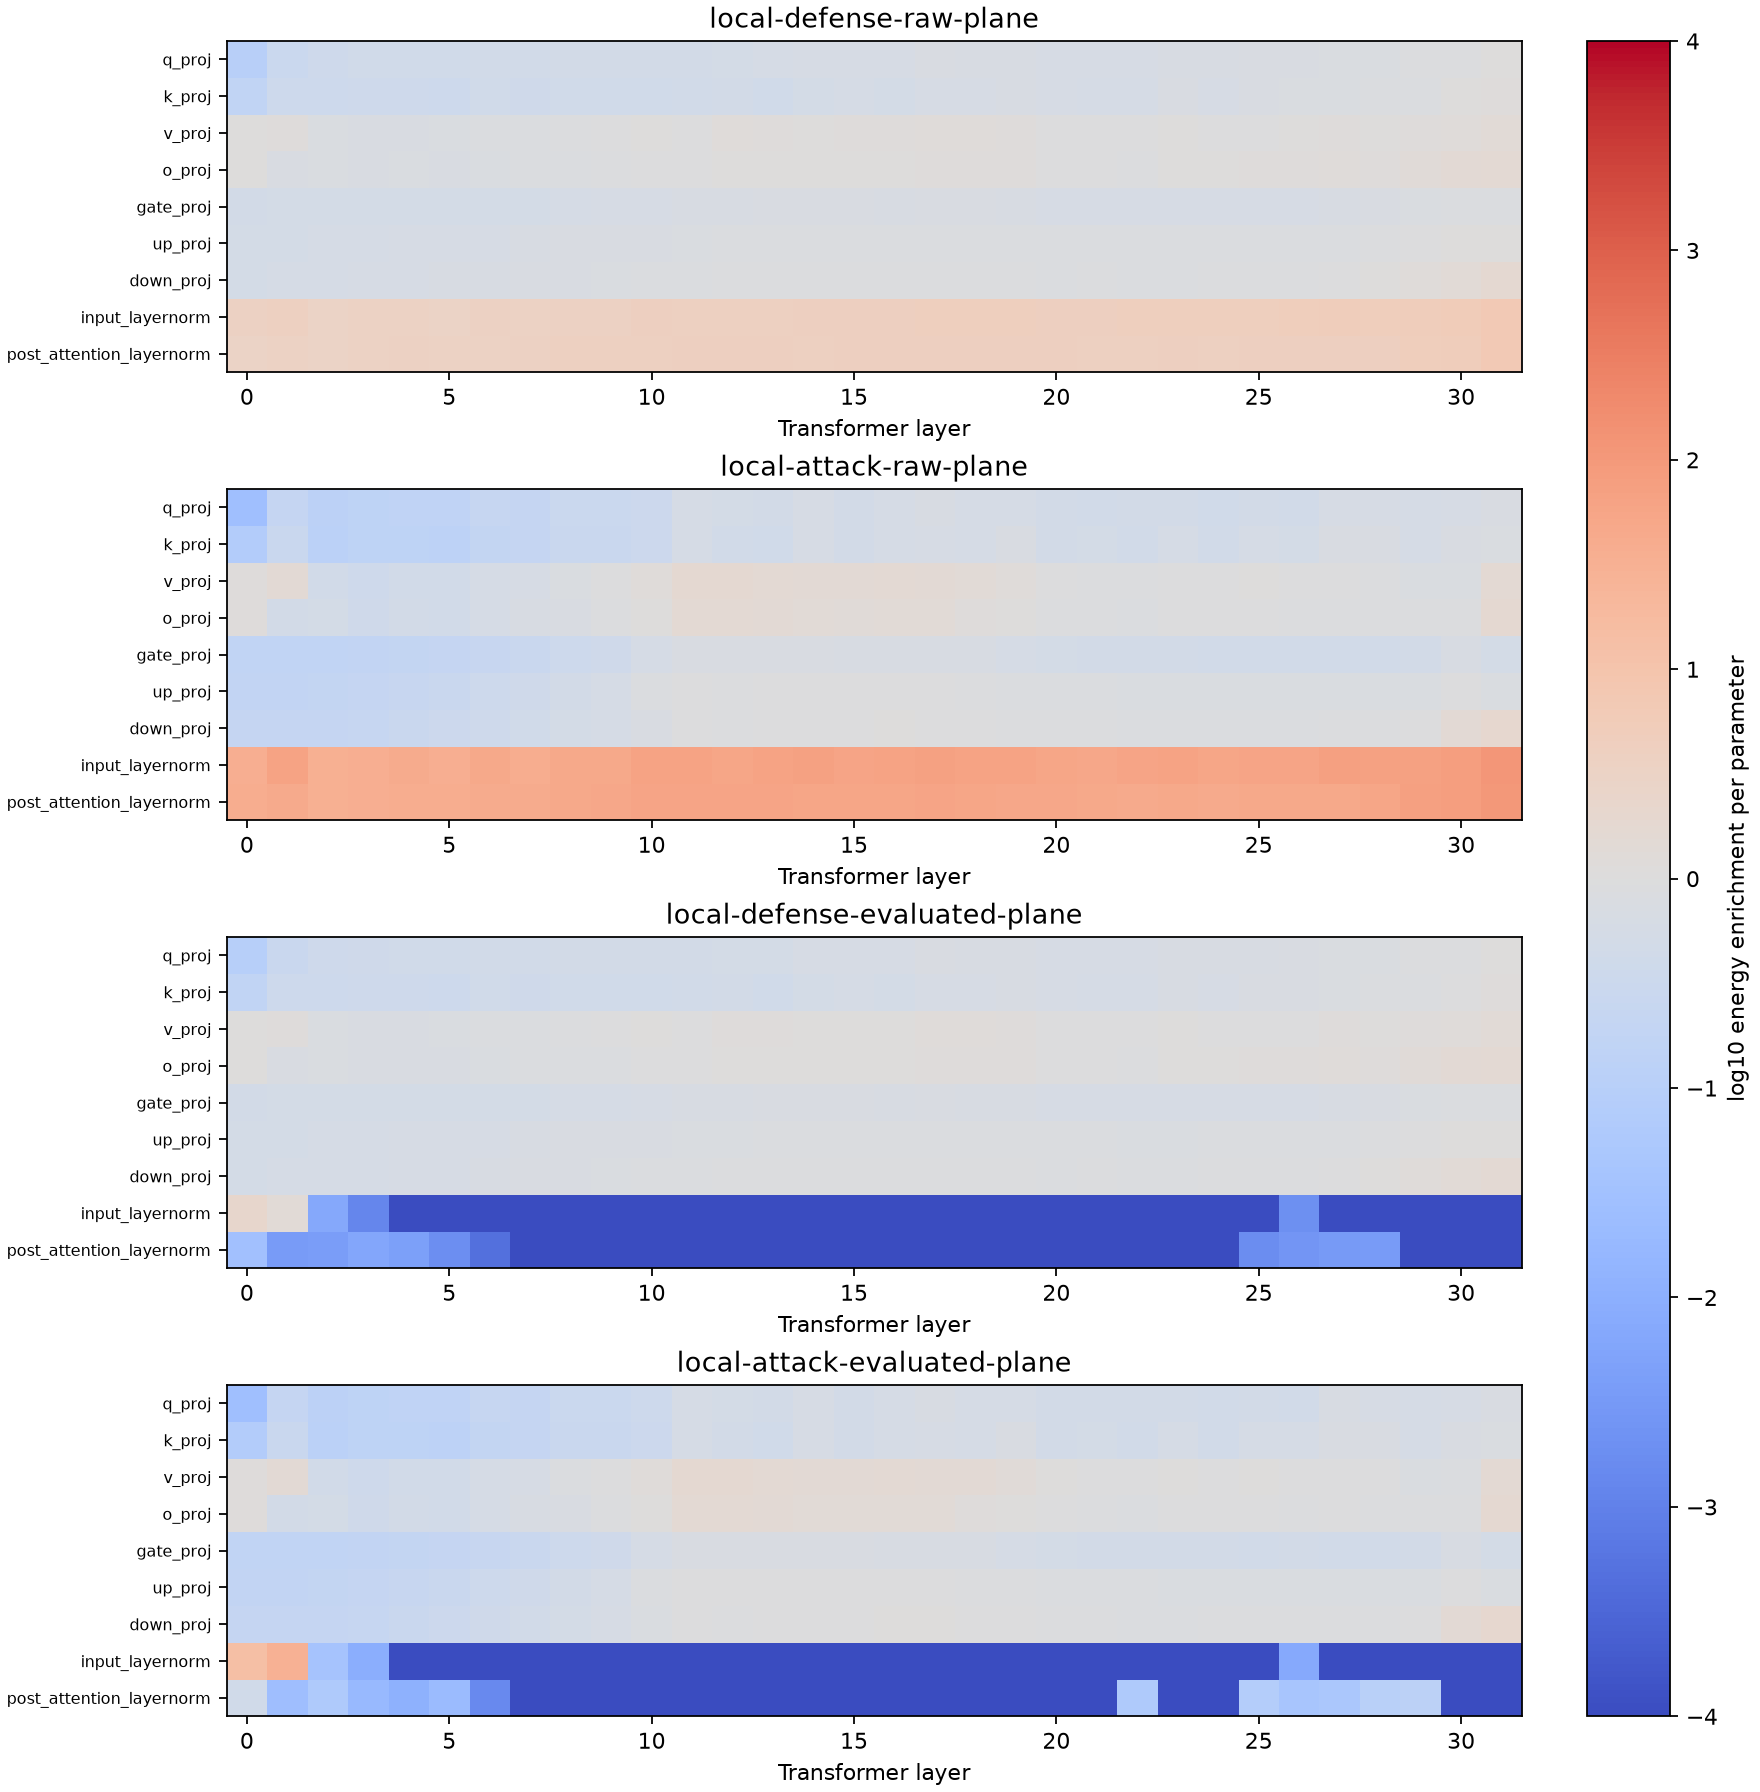 local-defense-raw-plane
q_proj
k_proj
v_proj
o_proj
gate_proj
up_proj
down_proj
input_layernorm
post_attention_layernorm
0 5 10 15 20 25 30
Transformer layer
local-attack-raw-plane
q_proj
k_proj
v_proj
o_proj
gate_proj
up_proj
down_proj
input_layernorm
post_attention_layernorm
0 5 10 15 20 25 30
Transformer layer
local-defense-evaluated-plane
q_proj
k_proj
v_proj
o_proj
gate_proj
up_proj
down_proj
input_layernorm
post_attention_layernorm
0 5 10 15 20 25 30
Transformer layer
local-attack-evaluated-plane
q_proj
k_proj
v_proj
o_proj
gate_proj
up_proj
down_proj
input_layernorm
post_attention_layernorm
0 5 10 15 20 25 30
Transformer layer
4
3
2
1
0
−1
−2
−3
−4
log10 energy enrichment per parameter